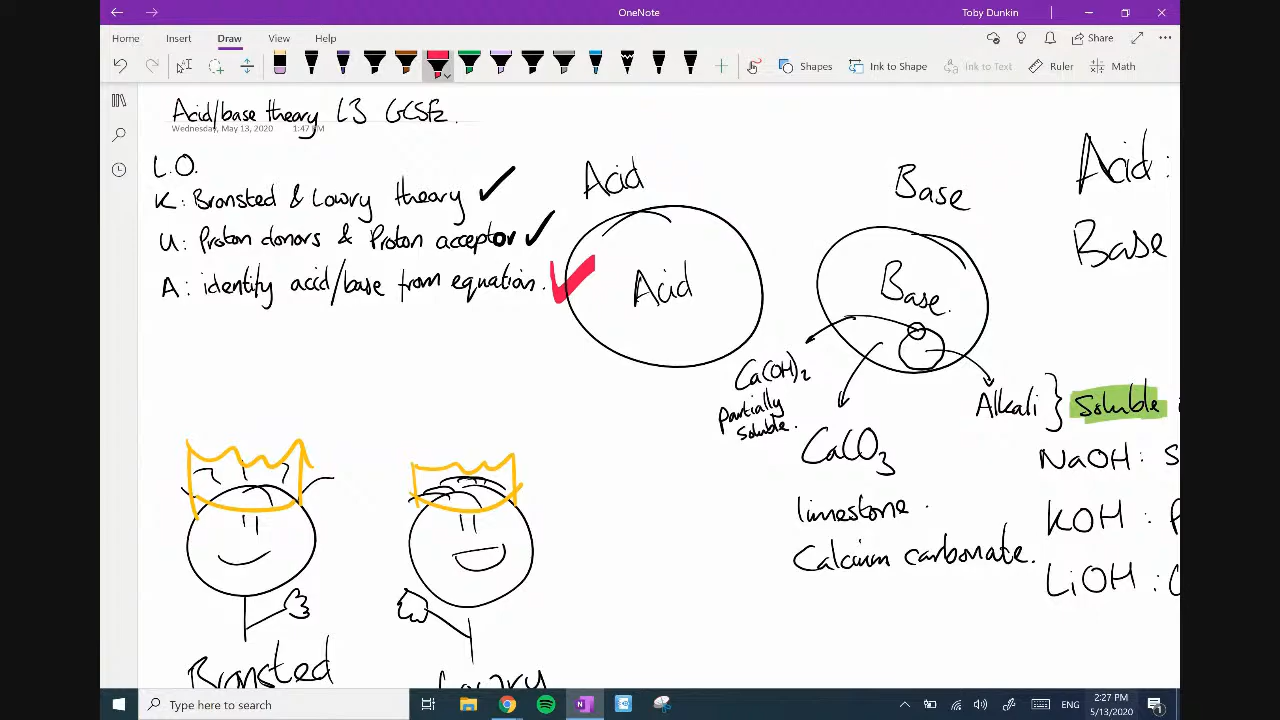 OneNote
Toby Dunkin
Home Insert Draw View Help
Share
Shapes
Ink to Shape
Ink to Text
Ruler
Math
Acid/base theory L3 GCSE.
Wednesday, May 13, 2020 1:47 PM
L.O.
K: Bronsted & Lowry theory
U: Proton donors & Proton acceptor
A: identify acid/base from equation.
Acid
Acid
Base
Base.
Acid:
Base
Ca(OH)2
Partially
soluble.
Alkali } Soluble
CaCO3
limestone.
Calcium carbonate.
NaOH: S
KOH: P
LiOH:
Bronsted
Lowry
Type here to search
ENG
2:27 PM
5/13/2020